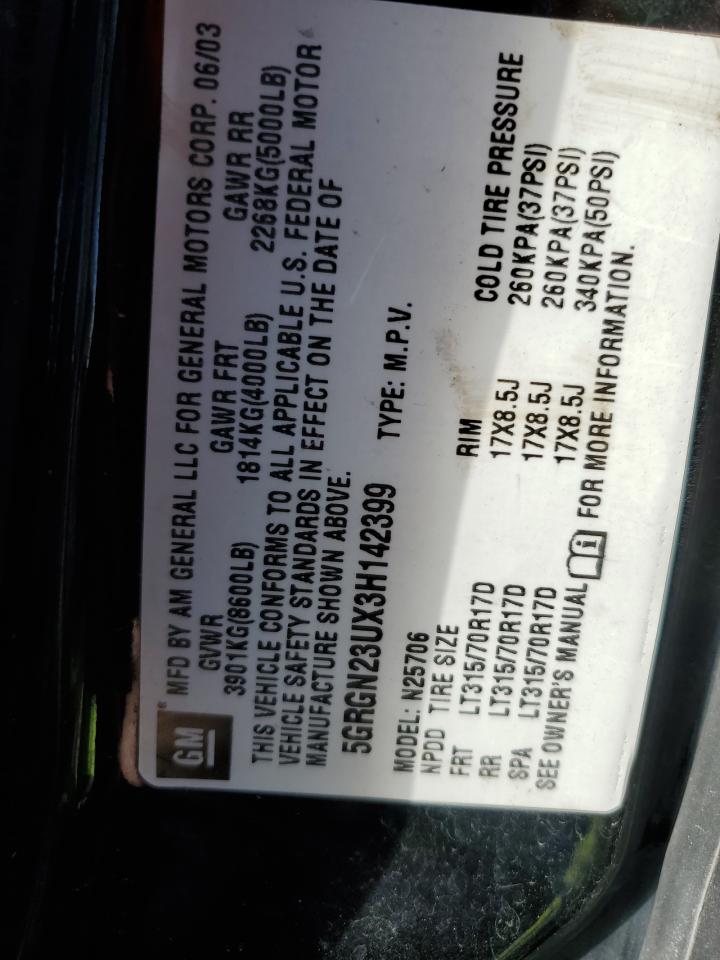 GM
® MFD BY AM GENERAL LLC FOR GENERAL MOTORS CORP. 06/03
GVWR GAWR FRT GAWR RR
3901KG(8600LB) 1814KG(4000LB) 2268KG(5000LB)
THIS VEHICLE CONFORMS TO ALL APPLICABLE U.S. FEDERAL MOTOR
VEHICLE SAFETY STANDARDS IN EFFECT ON THE DATE OF
MANUFACTURE SHOWN ABOVE.
5GRGN23UX3H142399 TYPE: M.P.V.
MODEL: N25706
NPDD TIRE SIZE RIM COLD TIRE PRESSURE
FRT LT315/70R17D 17X8.5J 260KPA(37PSI)
RR LT315/70R17D 17X8.5J 260KPA(37PSI)
SPA LT315/70R17D 17X8.5J 340KPA(50PSI)
SEE OWNER'S MANUAL FOR MORE INFORMATION.